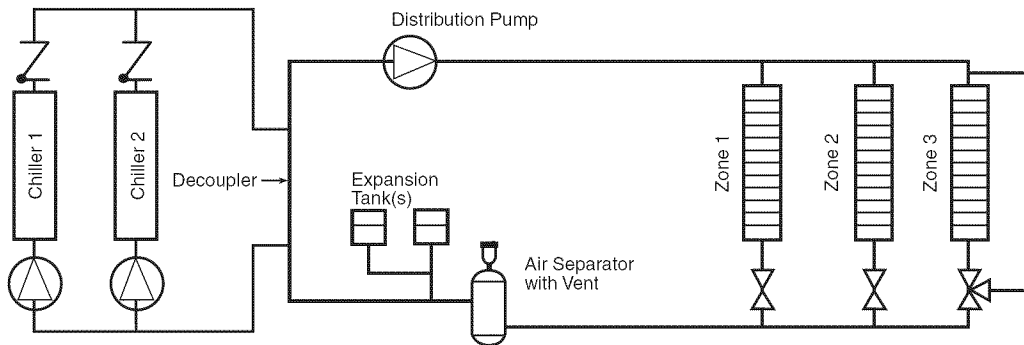 Distribution Pump
Chiller 1
Chiller 2
Decoupler
Expansion
Tank(s)
Zone 1
Zone 2
Zone 3
Air Separator
with Vent